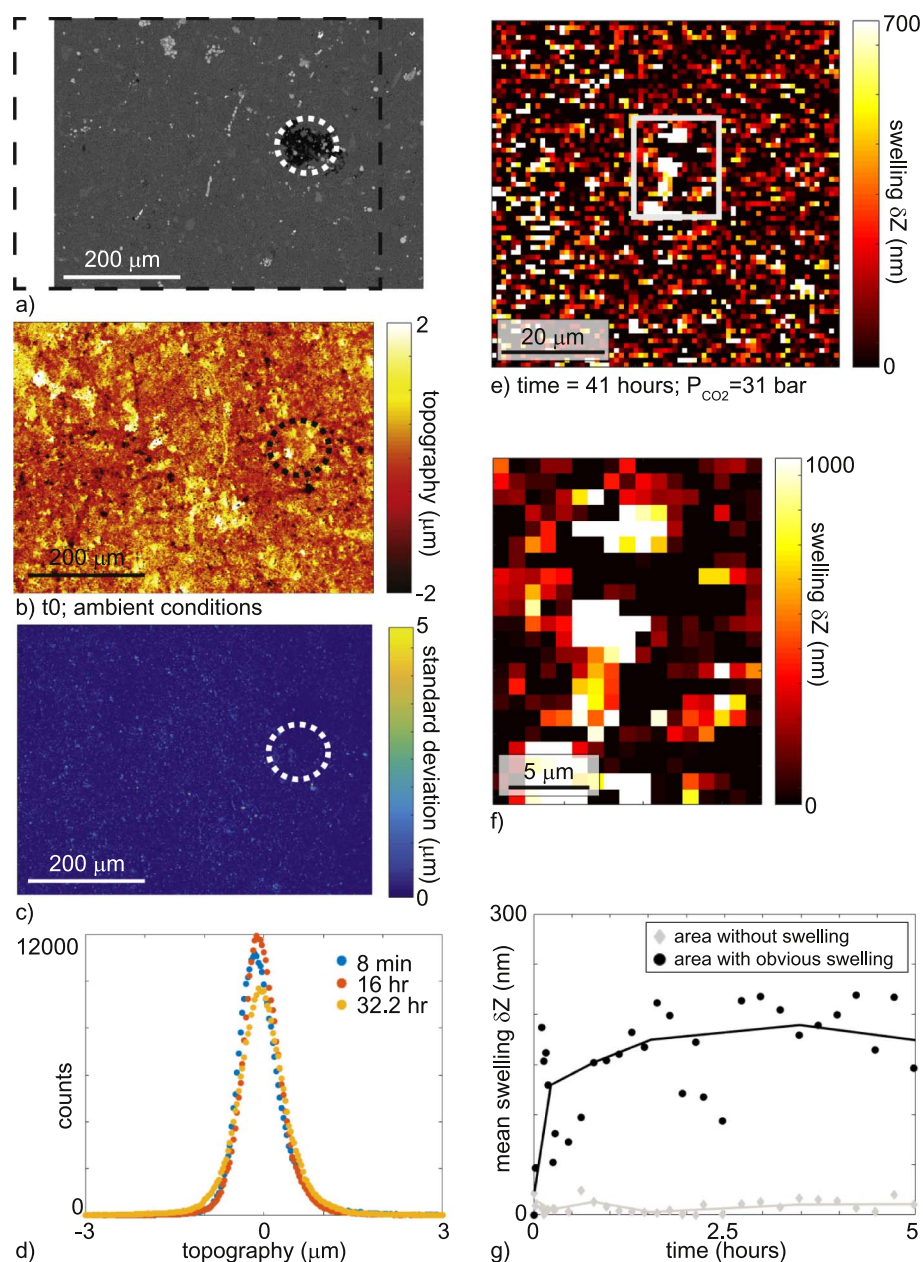 200 μm
a)
2
topography (μm)
-2
200 μm
b) t0; ambient conditions
5
standard deviation (μm)
0
200 μm
c)
12000
counts
0
8 min
16 hr
32.2 hr
-3
0
3
d)
topography (μm)
700
swelling δZ (nm)
0
20 μm
e) time = 41 hours; P_CO2=31 bar
1000
swelling δZ (nm)
0
5 μm
f)
300
mean swelling δZ (nm)
0
area without swelling
area with obvious swelling
0
2.5
5
g)
time (hours)